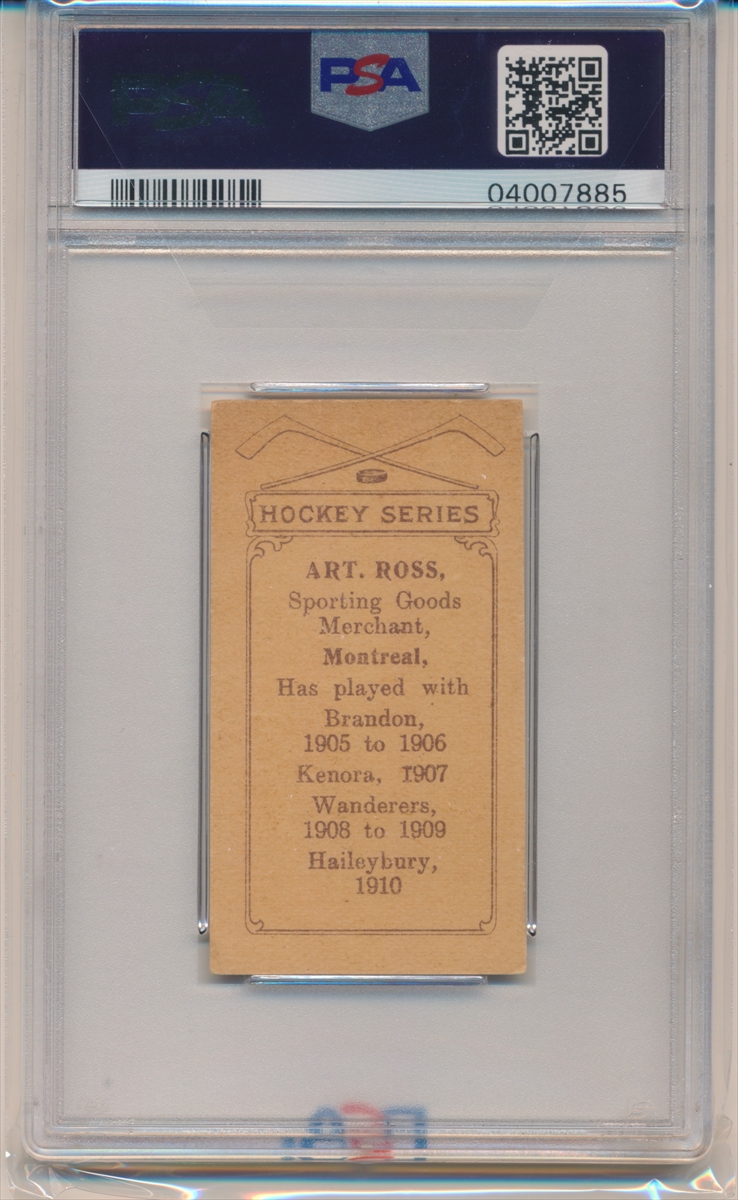 PSA
04007885
HOCKEY SERIES
ART. ROSS,
Sporting Goods
Merchant,
Montreal,
Has played with
Brandon,
1905 to 1906
Kenora, 1907
Wanderers,
1908 to 1909
Haileybury,
1910
PSA